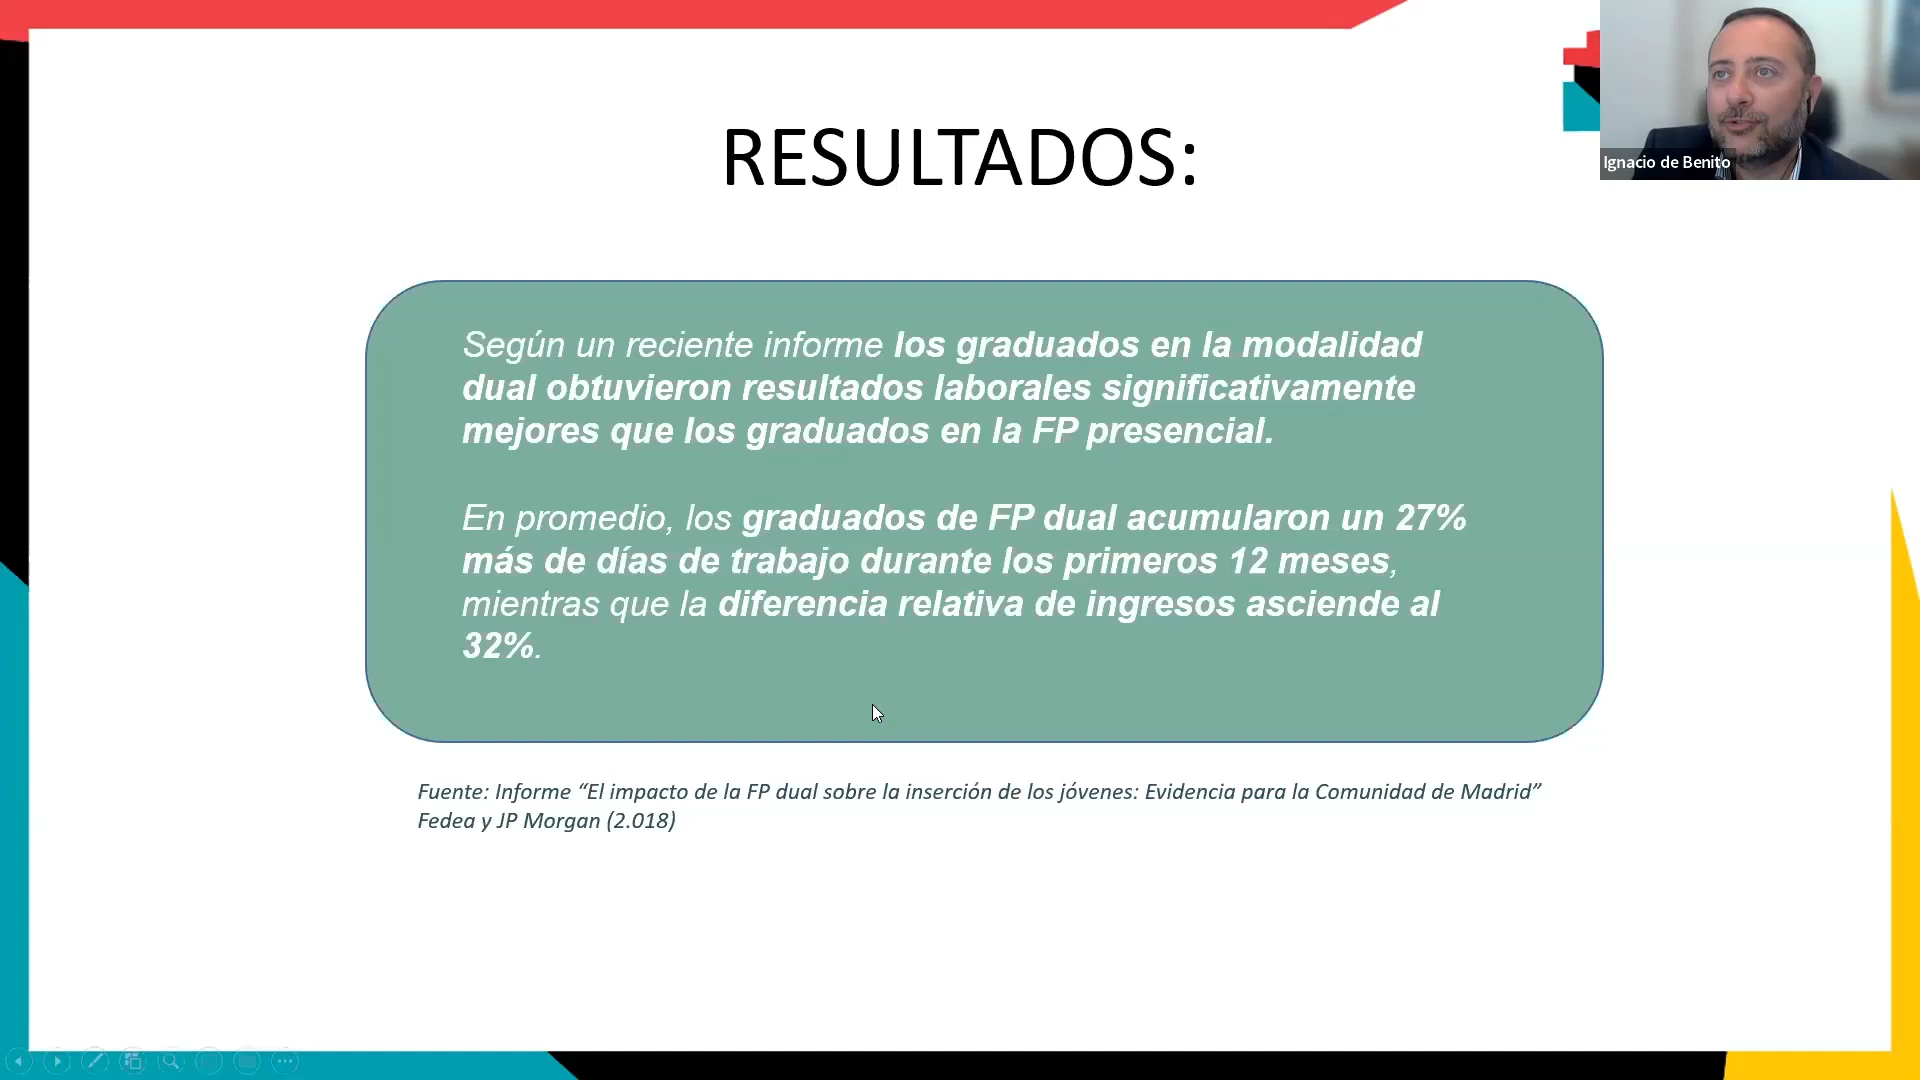 RESULTADOS:
Ignacio de Benito
Según un reciente informe los graduados en la modalidad
dual obtuvieron resultados laborales significativamente
mejores que los graduados en la FP presencial.
En promedio, los graduados de FP dual acumularon un 27%
más de días de trabajo durante los primeros 12 meses,
mientras que la diferencia relativa de ingresos asciende al
32%.
Fuente: Informe “El impacto de la FP dual sobre la inserción de los jóvenes: Evidencia para la Comunidad de Madrid”
Fedea y JP Morgan (2.018)